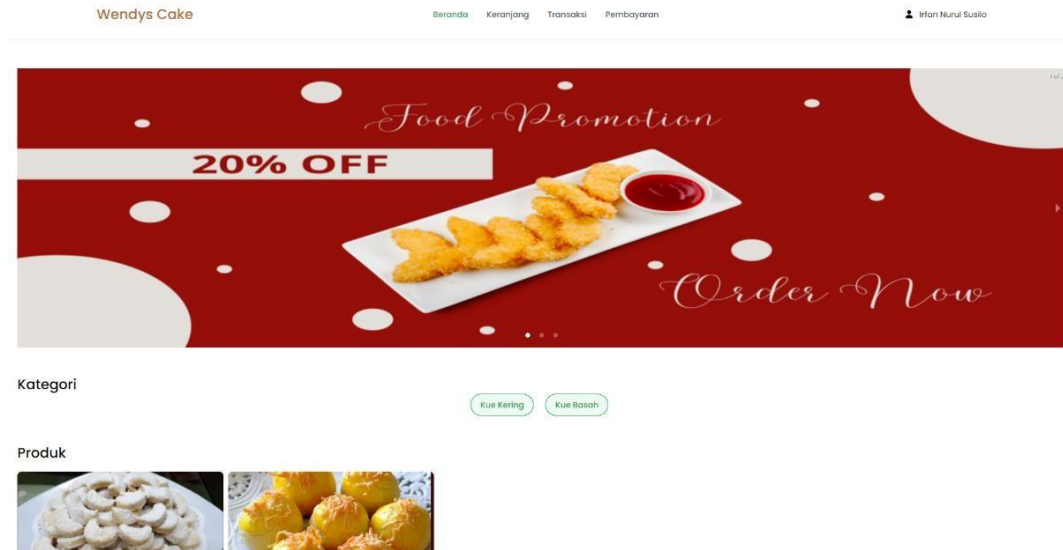 Wendys Cake
Beranda Keranjang Transaksi Pembayaran
Irfan Nurul Susilo
Food Promotion
20% OFF
Order Now
Kategori
Kue Kering Kue Basah
Produk